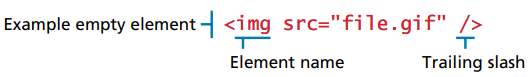 Example empty element <img src="file.gif" />
Element name Trailing slash